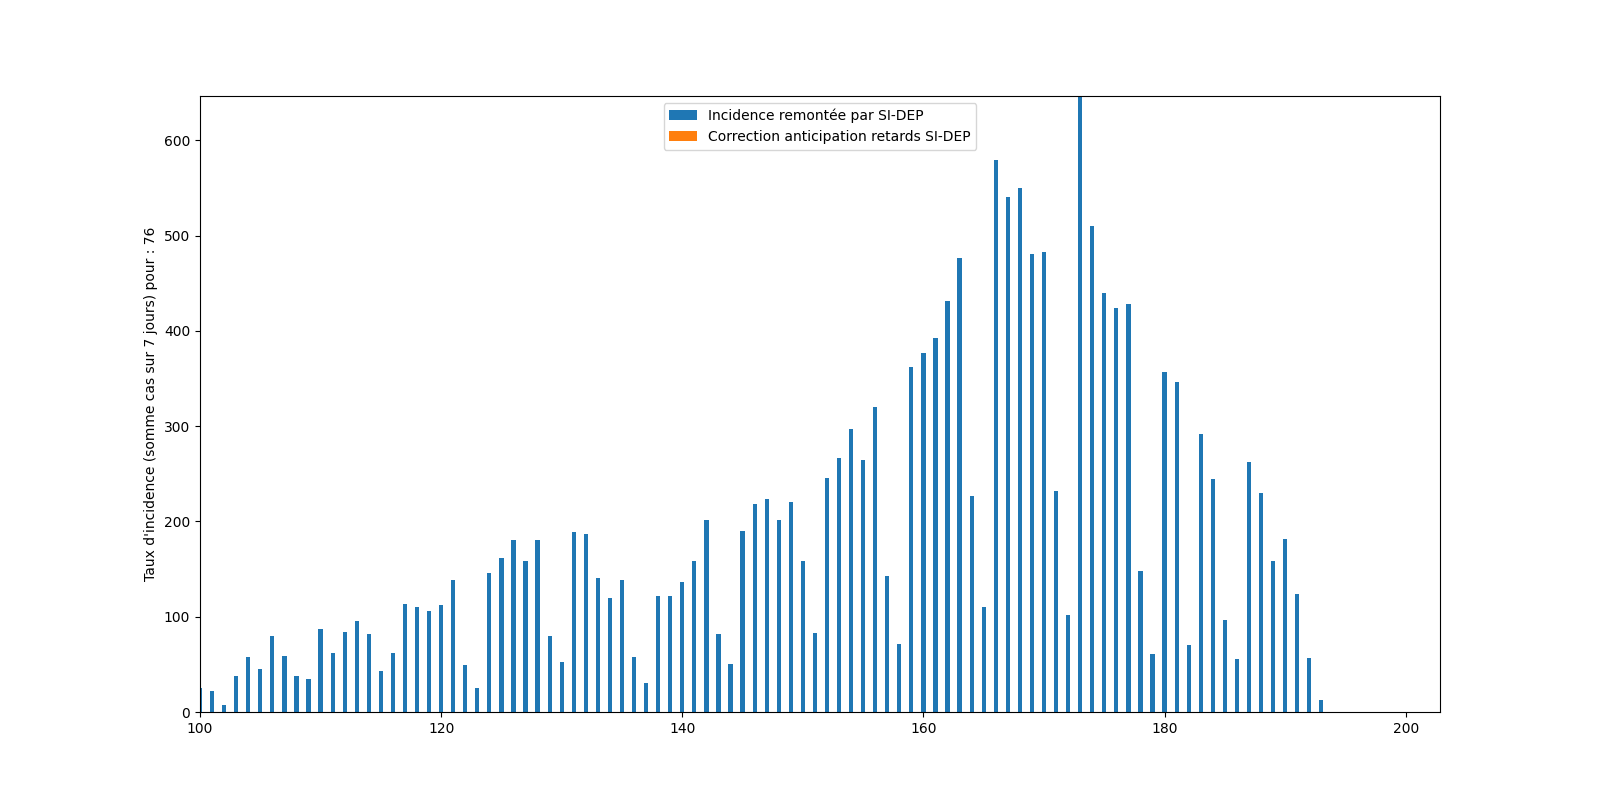 Incidence remontée par SI-DEP
Correction anticipation retards SI-DEP
Taux d'incidence (somme cas sur 7 jours) pour : 76
600
500
400
300
200
100
0
100 120 140 160 180 200